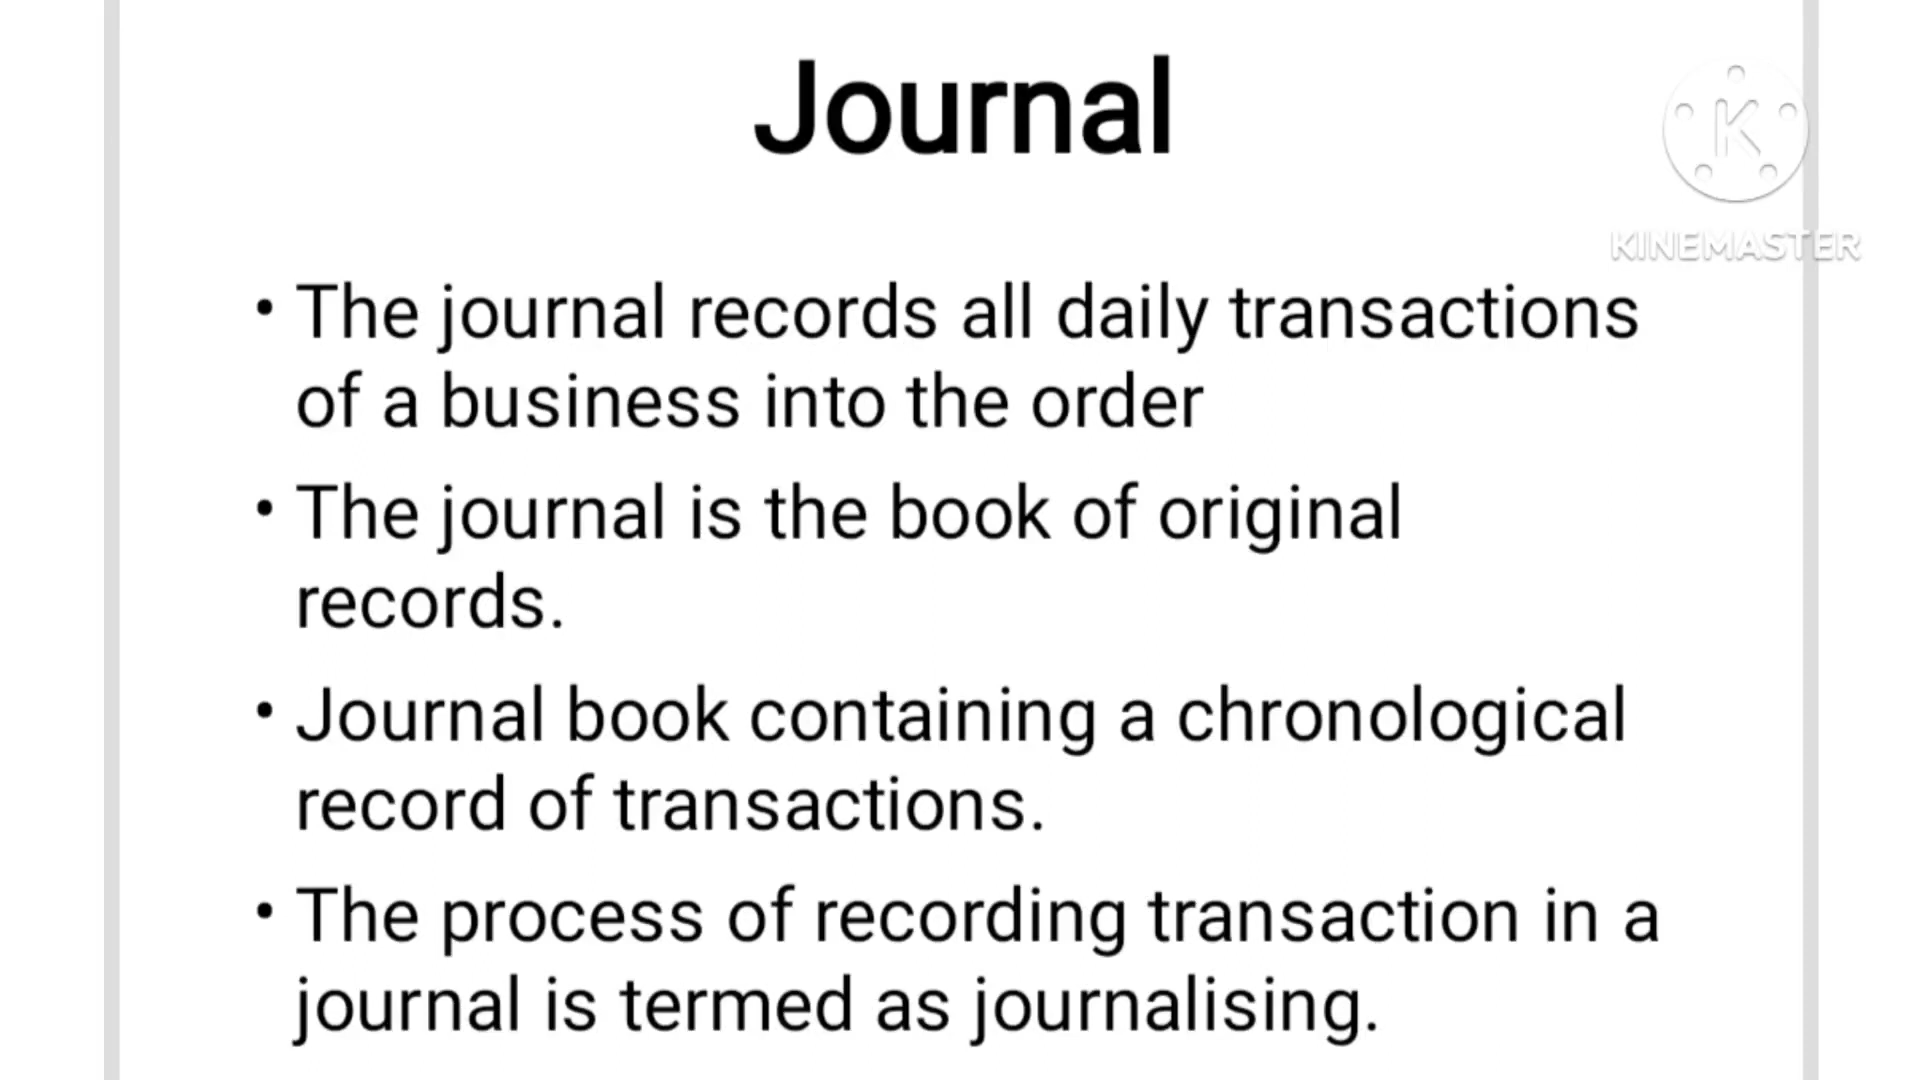 Journal
K
KINEMASTER
• The journal records all daily transactions
of a business into the order
• The journal is the book of original
records.
• Journal book containing a chronological
record of transactions.
• The process of recording transaction in a
journal is termed as journalising.